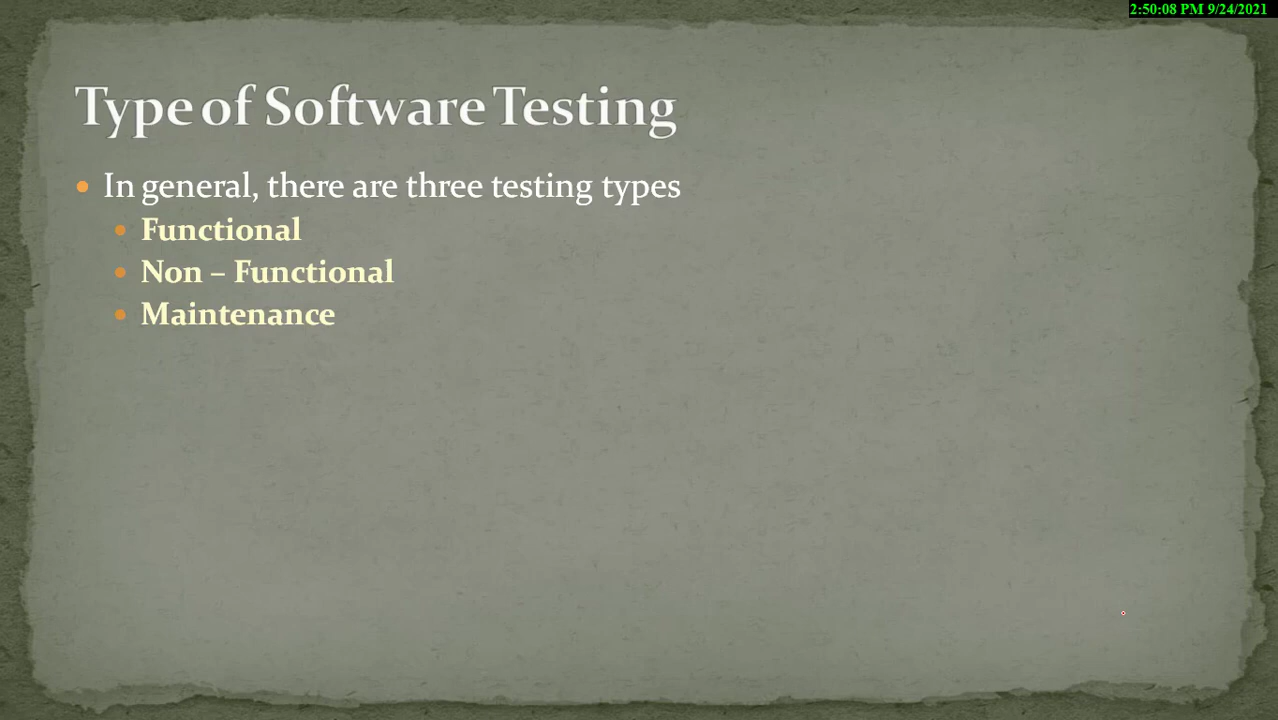 2:50:08 PM 9/24/2021
Type of Software Testing
In general, there are three testing types
Functional
Non – Functional
Maintenance